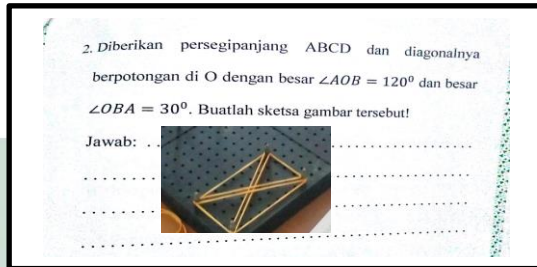 2. Diberikan persegipanjang ABCD dan diagonalnya
berpotongan di O dengan besar ∠AOB = 120⁰ dan besar
∠OBA = 30⁰. Buatlah sketsa gambar tersebut!
Jawab: . . . . . . . . . . . . . . . . . . . .
. . . . . . . . . . . . . . . . . . . . . . . .
. . . . . . . . . . . . . . . . . . . . . . . .
. . . . . . . . . . . . . . . . . . . . . . . .